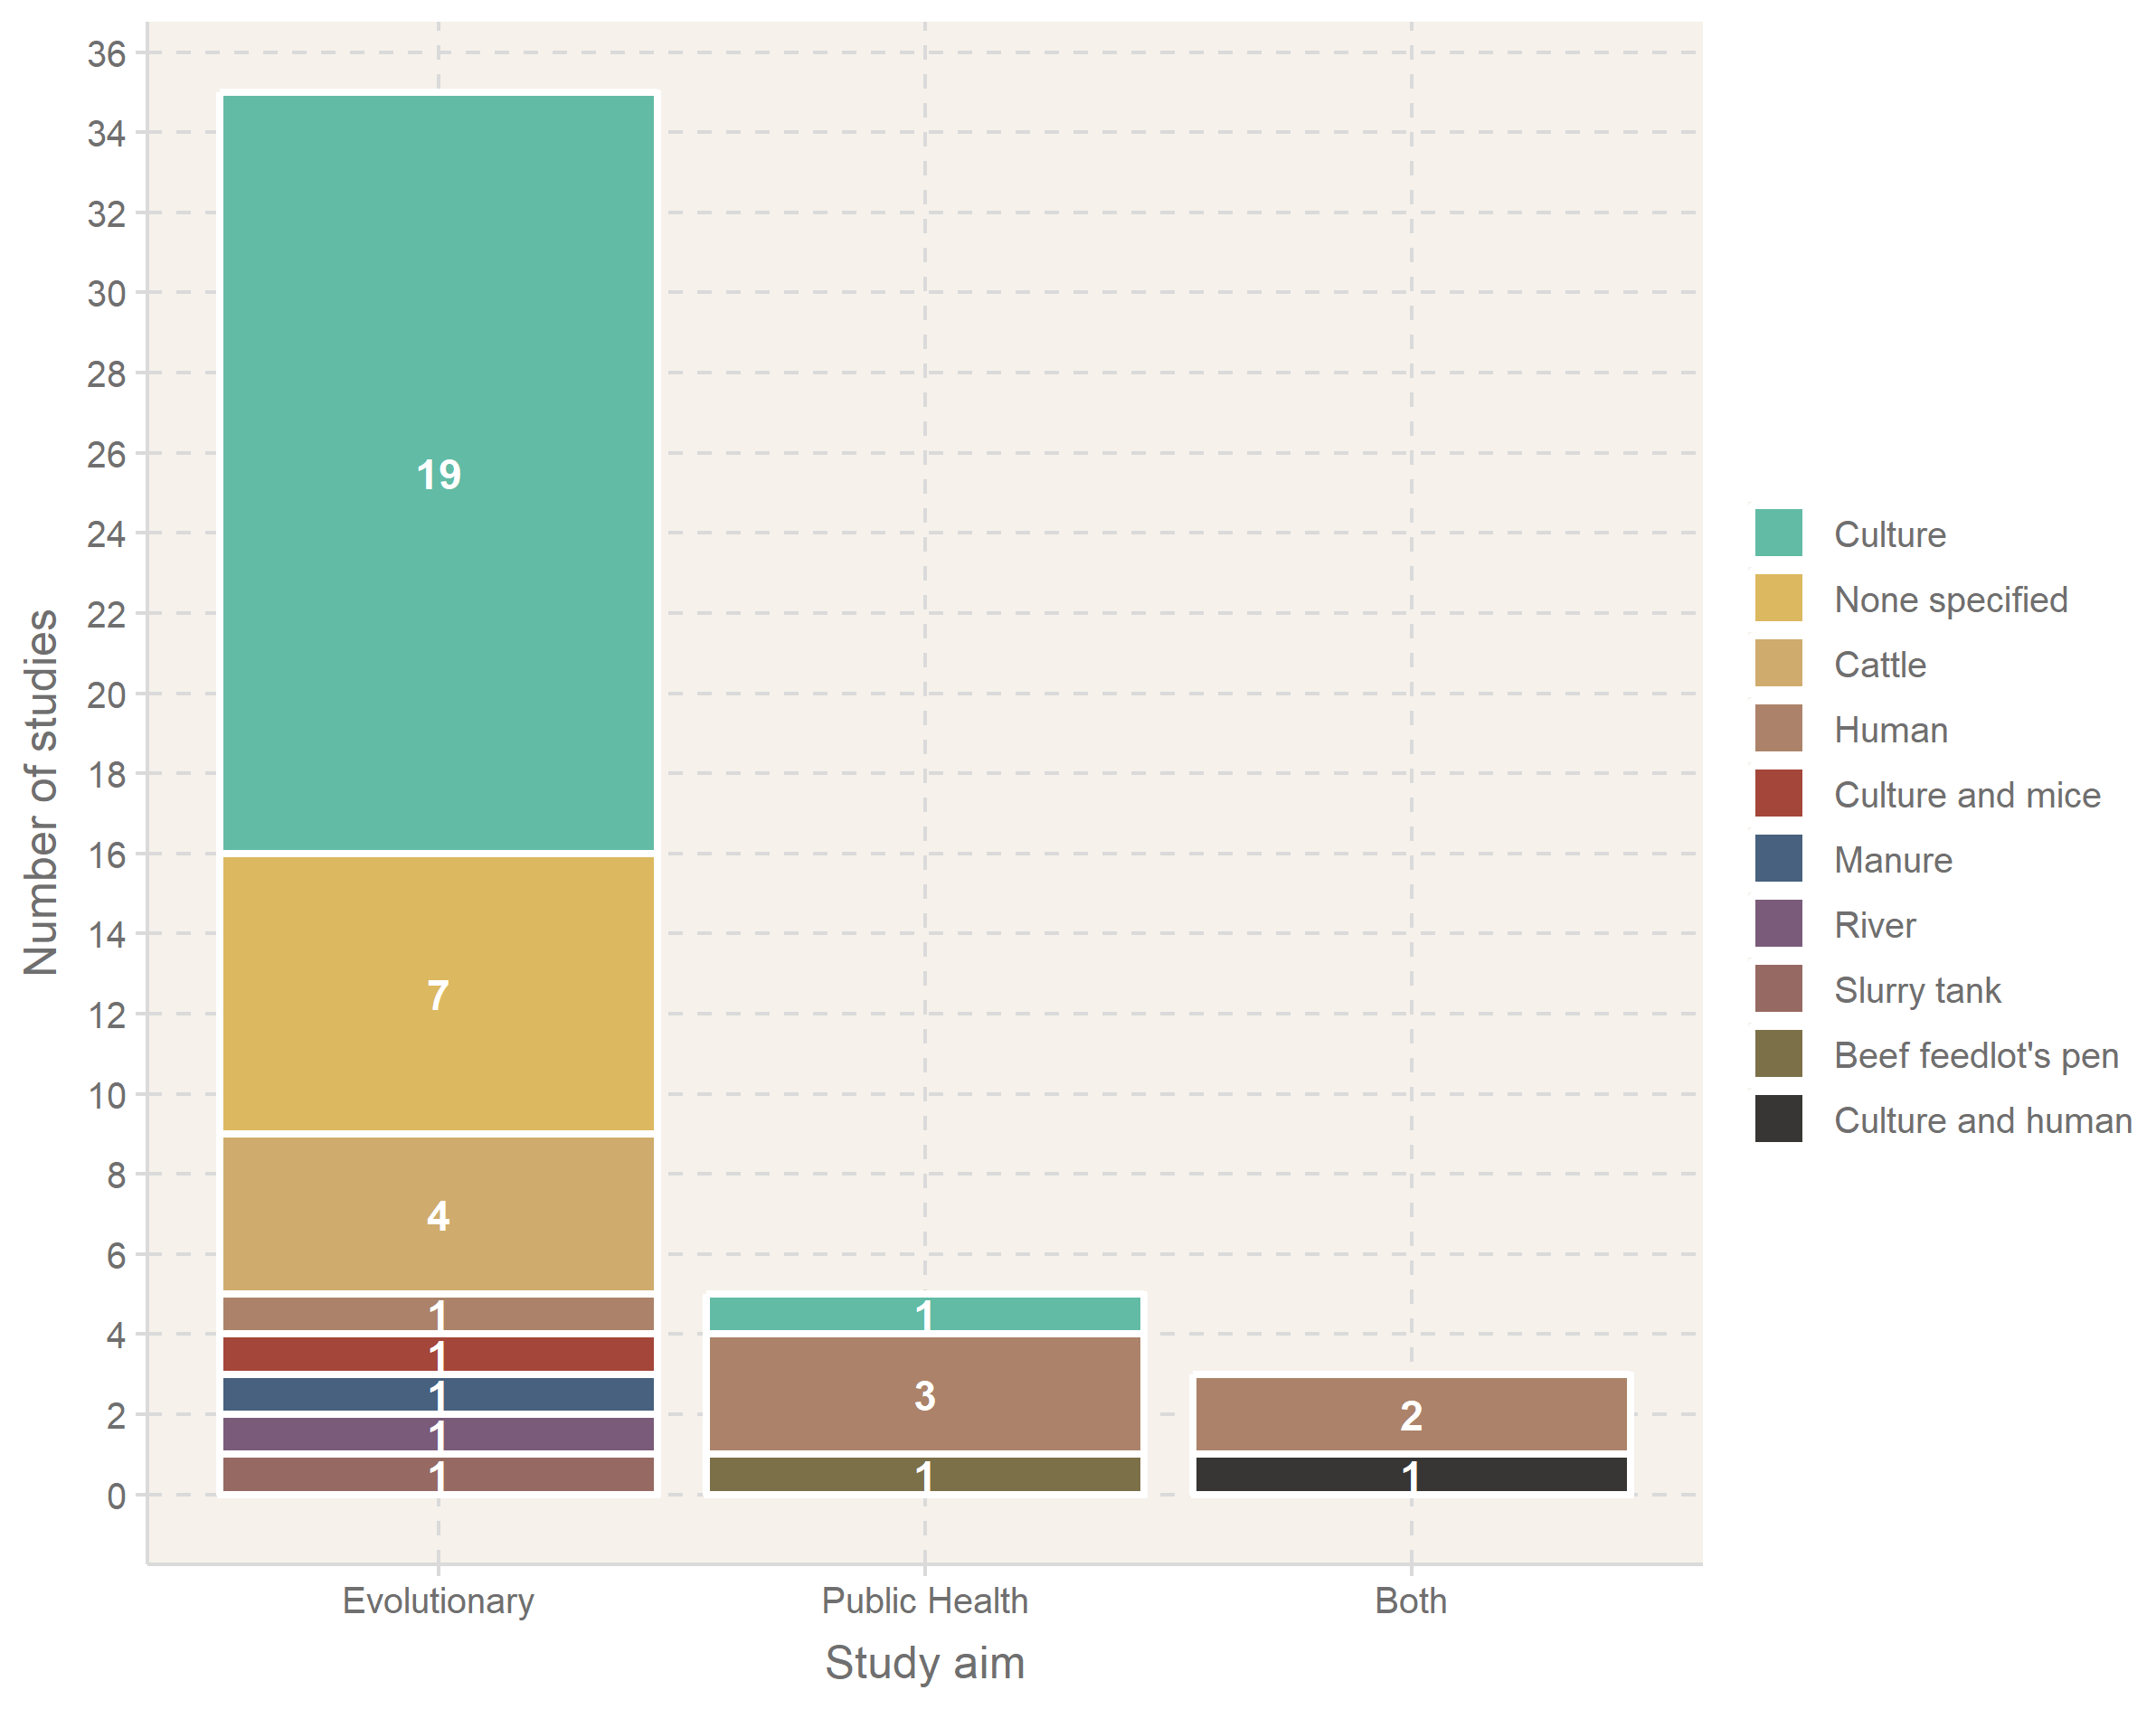 36
34
32
30
28
26
24
22
20
18
16
14
12
10
8
6
4
2
0
Number of studies
19
7
4
1
1
1
1
1
1
3
1
2
1
Evolutionary
Public Health
Both
Study aim
Culture
None specified
Cattle
Human
Culture and mice
Manure
River
Slurry tank
Beef feedlot's pen
Culture and human